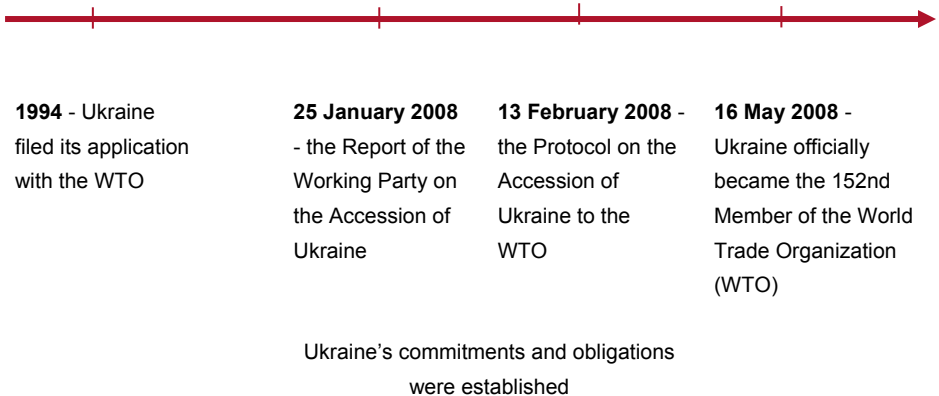 1994 - Ukraine
filed its application
with the WTO
25 January 2008
- the Report of the
Working Party on
the Accession of
Ukraine
13 February 2008 -
the Protocol on the
Accession of
Ukraine to the
WTO
16 May 2008 -
Ukraine officially
became the 152nd
Member of the World
Trade Organization
(WTO)
Ukraine’s commitments and obligations
were established